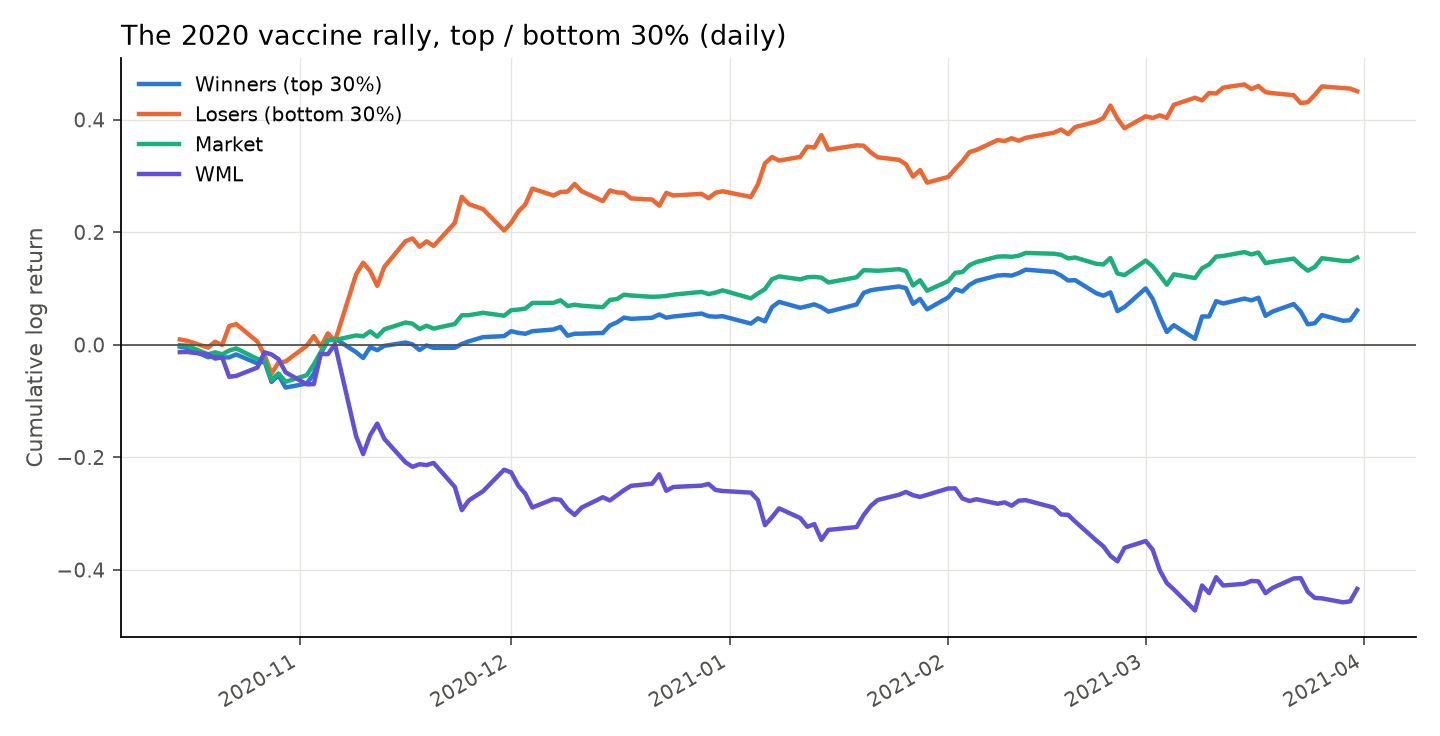 The 2020 vaccine rally, top / bottom 30% (daily)
Winners (top 30%)
Losers (bottom 30%)
Market
WML
Cumulative log return
0.4
0.2
0.0
−0.2
−0.4
2020-11
2020-12
2021-01
2021-02
2021-03
2021-04